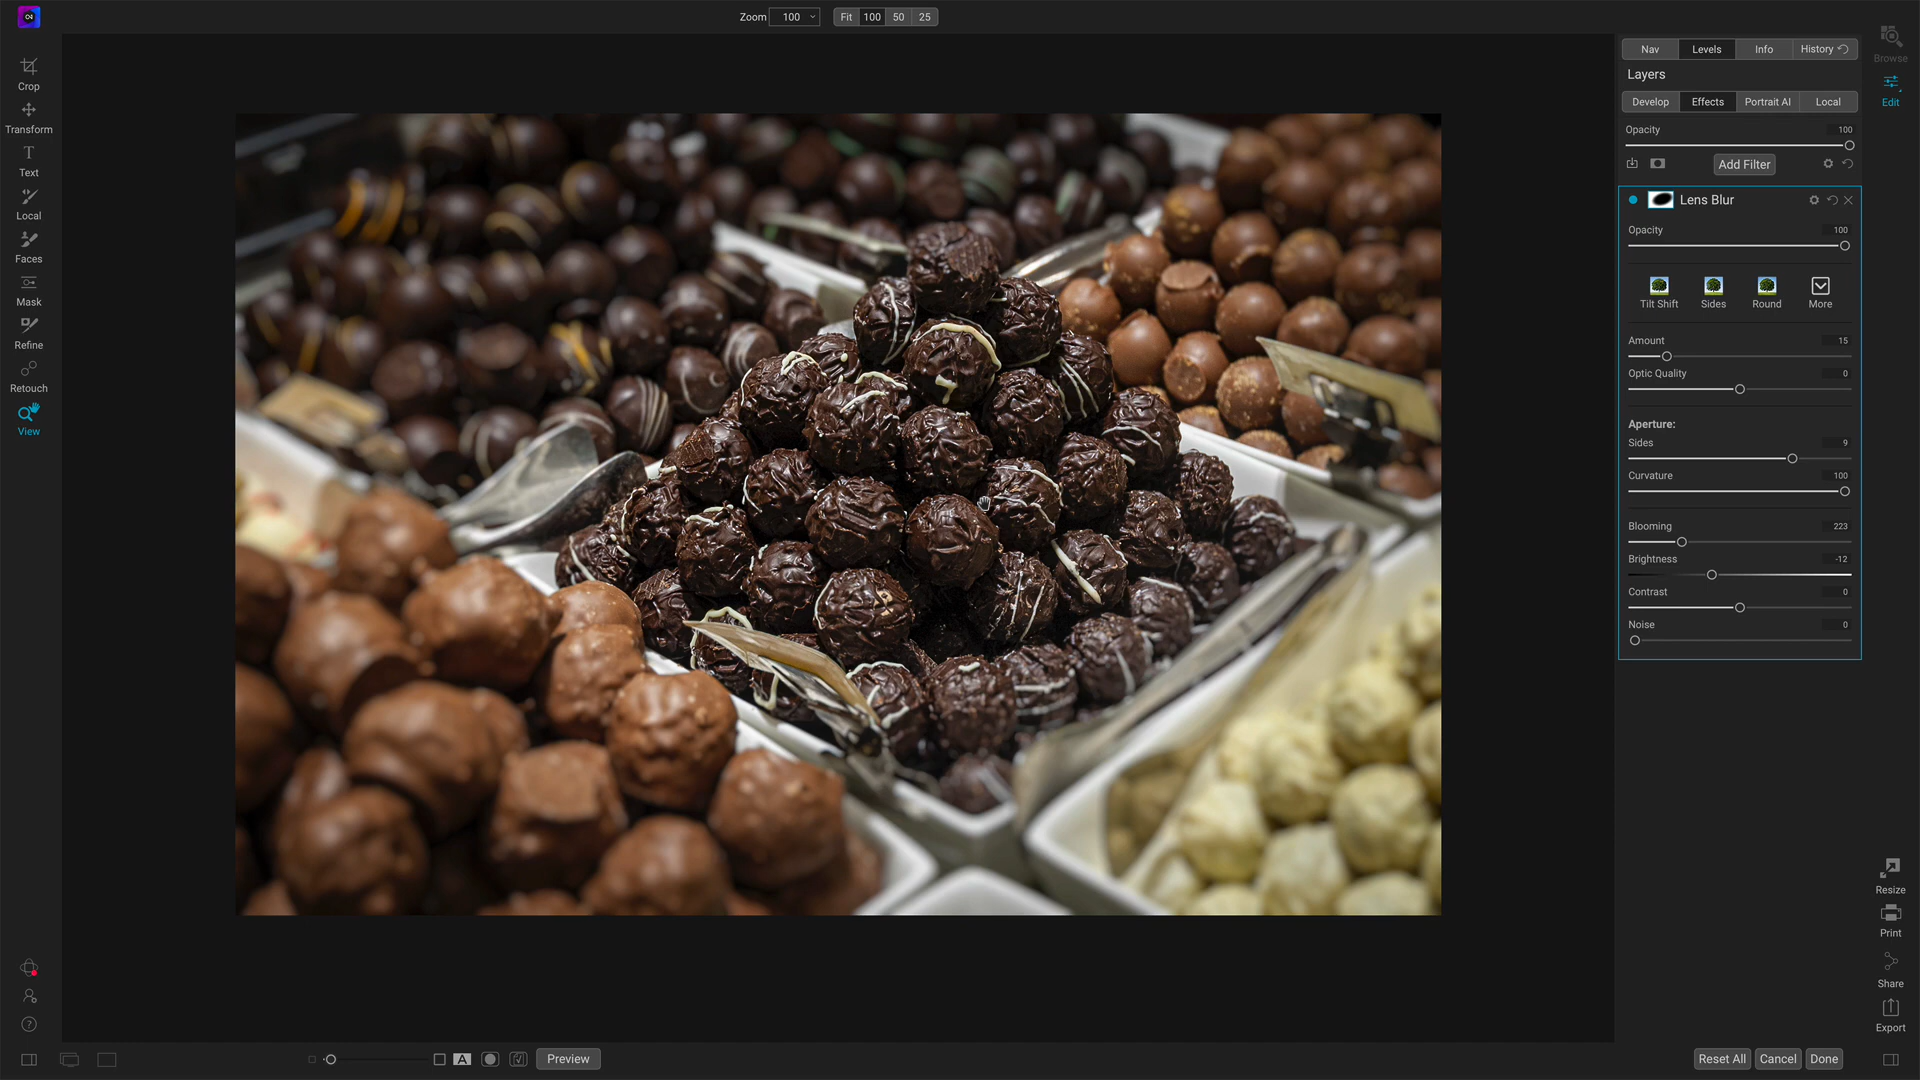 Zoom 100 Fit 100 50 25
Crop
Transform
T
Text
Local
Faces
Mask
Refine
Retouch
View
Nav Levels Info History
Layers
Develop Effects Portrait AI Local
Opacity 100
Add Filter
Lens Blur
Opacity 100
Tilt Shift Sides Round More
Amount 15
Optic Quality 0
Aperture:
Sides 9
Curvature 100
Blooming 223
Brightness -12
Contrast 0
Noise 0
Browse
Edit
Resize
Print
Share
Export
?
A Preview
Reset All Cancel Done